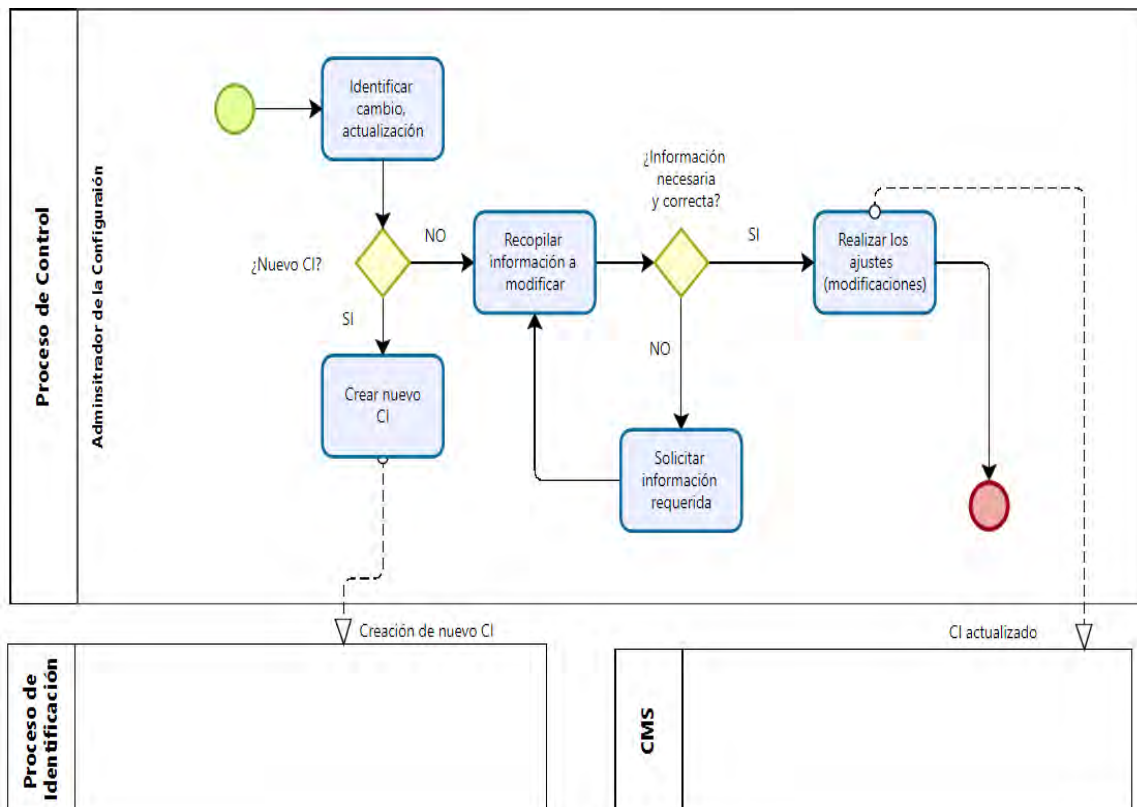 Proceso de Control
Adminsitrador de la Configuraión
Identificar
cambio,
actualización
¿Nuevo CI?
NO
SI
Recopilar
información a
modificar
¿Información
necesaria
y correcta?
SI
NO
Realizar los
ajustes
(modificaciones)
Crear nuevo
CI
Solicitar
información
requerida
Creación de nuevo CI
CI actualizado
Proceso de
Identificación
CMS